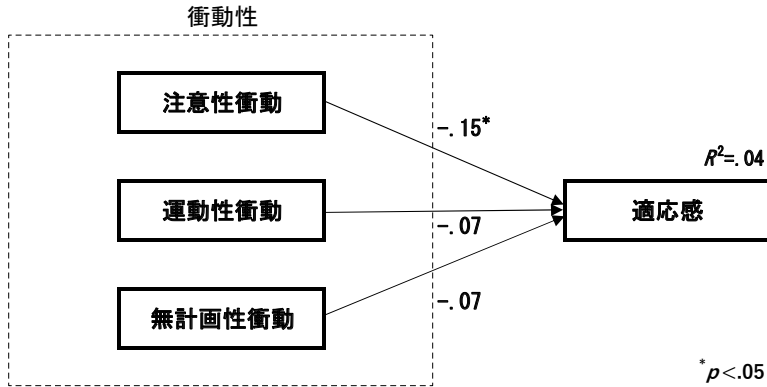 衝動性
注意性衝動
-.15*
R²=.04
運動性衝動
適応感
-.07
無計画性衝動
-.07
*p<.05